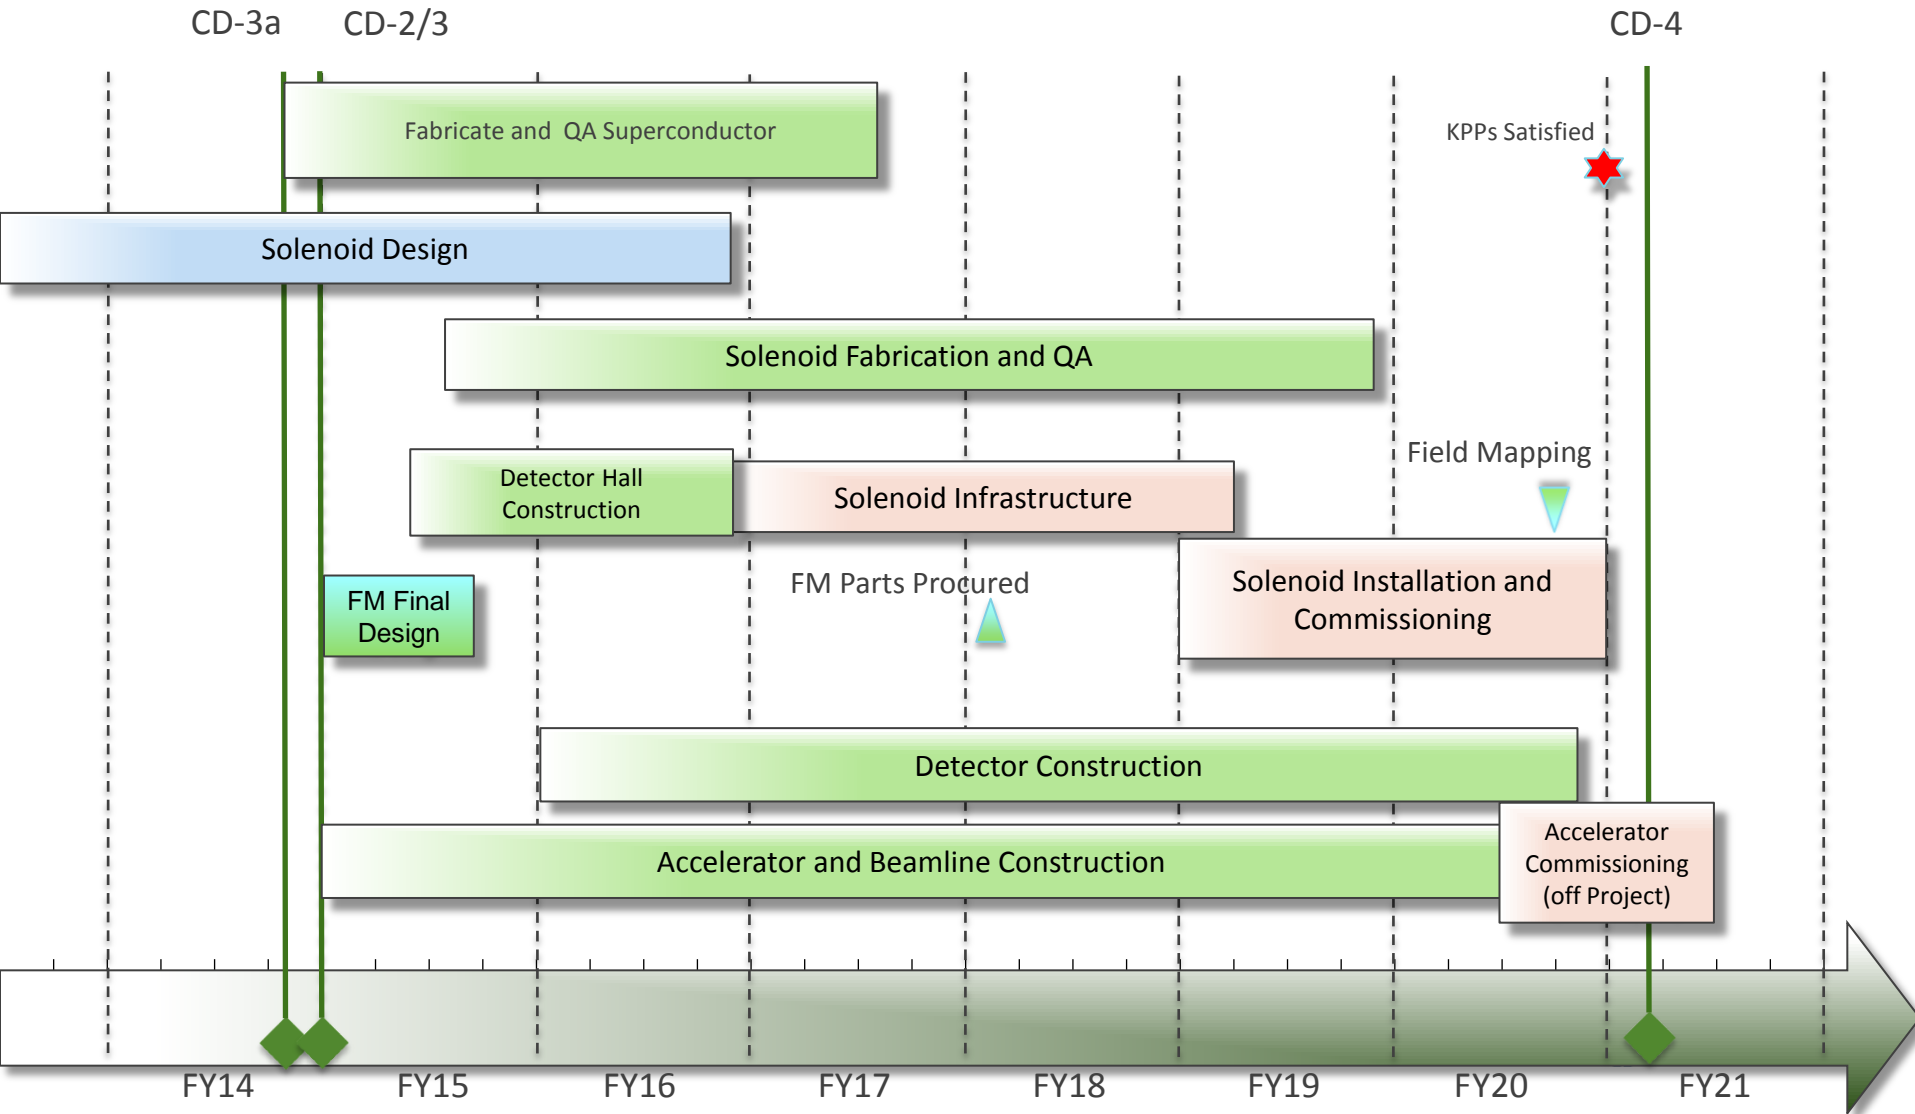 CD-3a
CD-2/3
CD-4
Fabricate and QA Superconductor
KPPs Satisfied
Solenoid Design
Solenoid Fabrication and QA
Field Mapping
Detector Hall
Construction
Solenoid Infrastructure
FM Parts Procured
Solenoid Installation and
Commissioning
FM Final
Design
Detector Construction
Accelerator and Beamline Construction
Accelerator
Commissioning
(off Project)
FY14
FY15
FY16
FY17
FY18
FY19
FY20
FY21